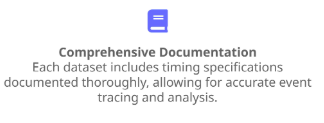 Comprehensive Documentation
Each dataset includes timing specifications
documented thoroughly, allowing for accurate event
tracing and analysis.